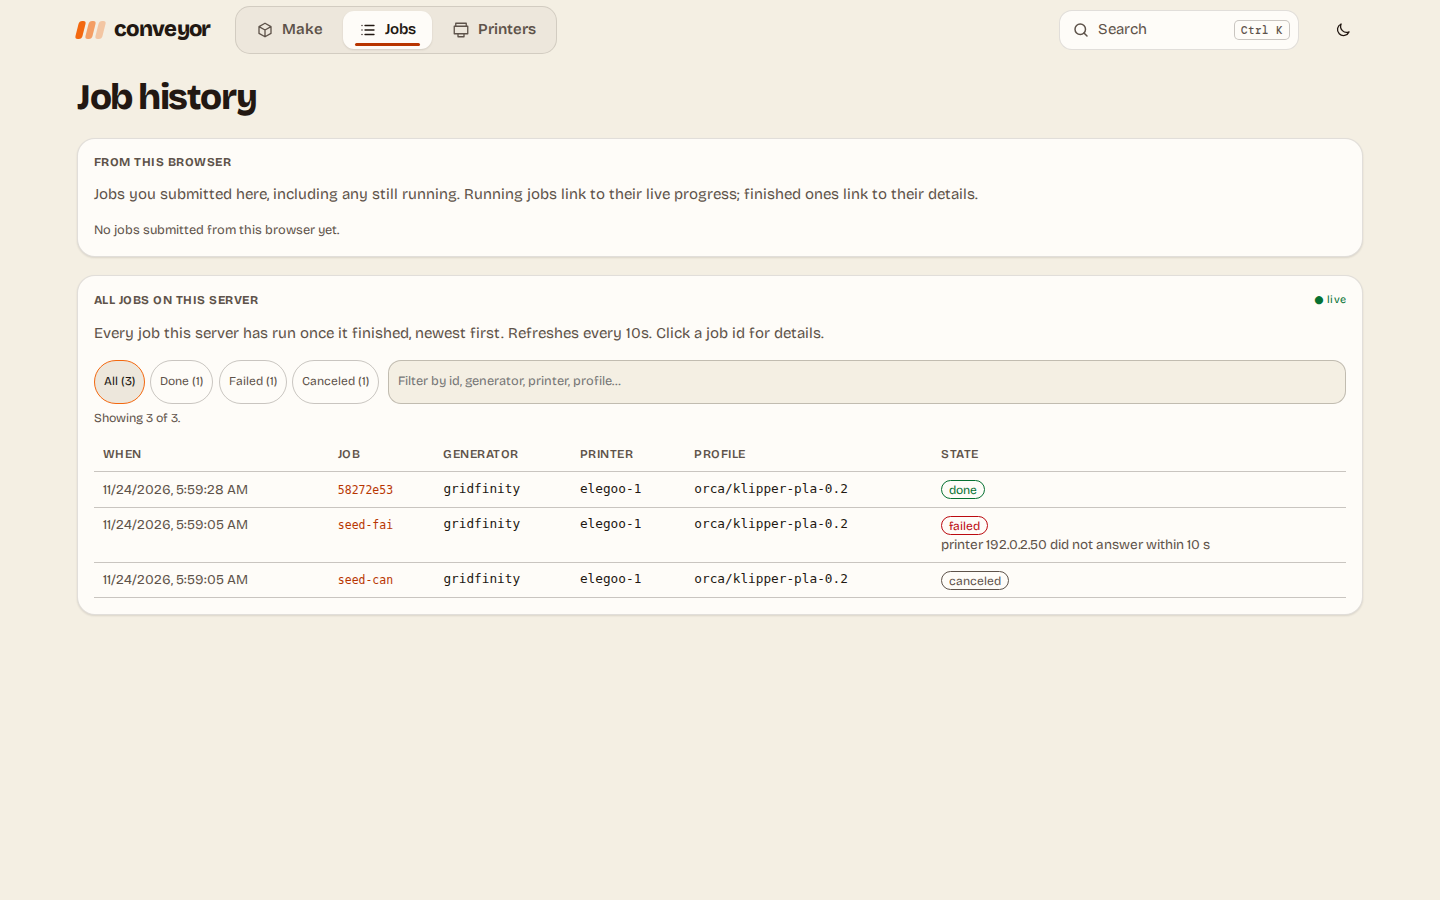 conveyor
Make
Jobs
Printers
Search
Ctrl K
Job history
FROM THIS BROWSER
Jobs you submitted here, including any still running. Running jobs link to their live progress; finished ones link to their details.
No jobs submitted from this browser yet.
ALL JOBS ON THIS SERVER
live
Every job this server has run once it finished, newest first. Refreshes every 10s. Click a job id for details.
All (3)
Done (1)
Failed (1)
Canceled (1)
Filter by id, generator, printer, profile...
Showing 3 of 3.
WHEN JOB GENERATOR PRINTER PROFILE STATE
11/24/2026, 5:59:28 AM 58272e53 gridfinity elegoo-1 orca/klipper-pla-0.2 done
11/24/2026, 5:59:05 AM seed-fai gridfinity elegoo-1 orca/klipper-pla-0.2 failed
printer 192.0.2.50 did not answer within 10 s
11/24/2026, 5:59:05 AM seed-can gridfinity elegoo-1 orca/klipper-pla-0.2 canceled